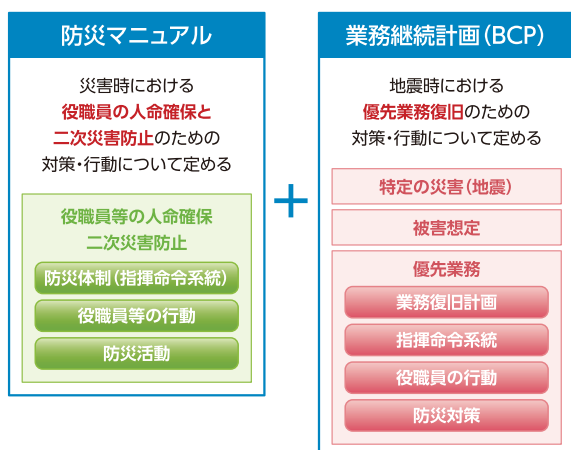 防災マニュアル
災害時における
役職員の人命確保と
二次災害防止のための
対策・行動について定める
役職員等の人命確保
二次災害防止
防災体制(指揮命令系統)
役職員等の行動
防災活動
+
業務継続計画(BCP)
地震時における
優先業務復旧のための
対策・行動について定める
特定の災害(地震)
被害想定
優先業務
業務復旧計画
指揮命令系統
役職員の行動
防災対策